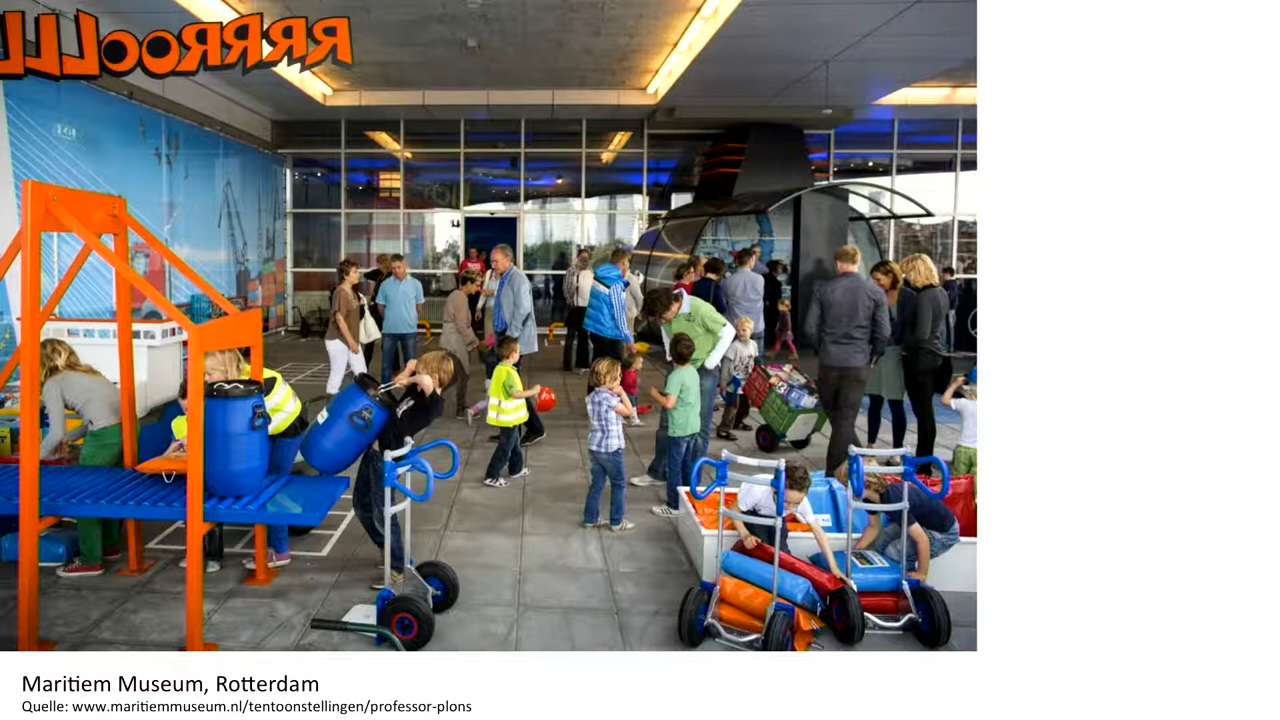 Maritiem Museum, Rotterdam
Quelle: www.maritiemmuseum.nl/tentoonstellingen/professor-plons